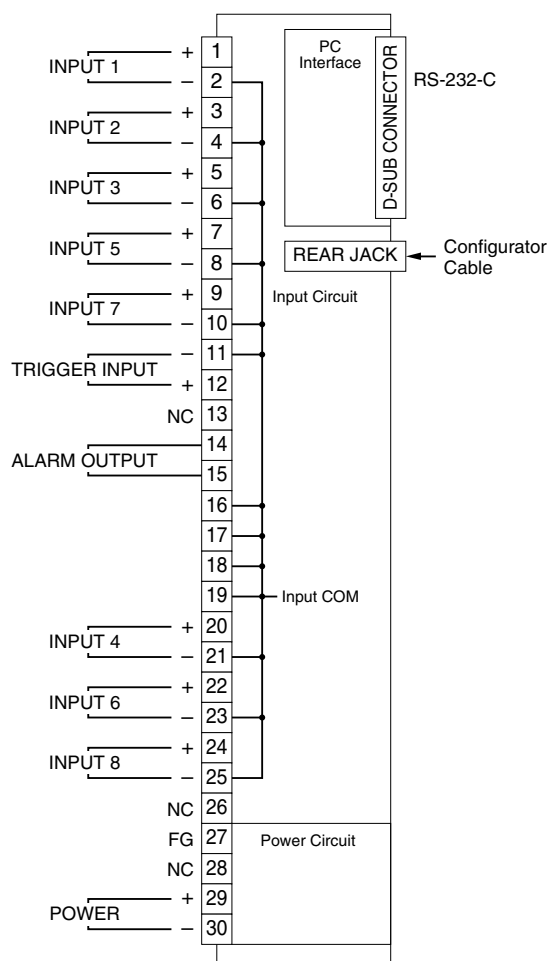 INPUT 1 + 1
− 2
INPUT 2 + 3
− 4
INPUT 3 + 5
− 6
INPUT 5 + 7
− 8
INPUT 7 + 9
− 10
TRIGGER INPUT − 11
+ 12
NC 13
ALARM OUTPUT 14
15
16
17
18
19 Input COM
INPUT 4 + 20
− 21
INPUT 6 + 22
− 23
INPUT 8 + 24
− 25
NC 26
FG 27
NC 28
POWER + 29
− 30
PC
Interface
D-SUB CONNECTOR
RS-232-C
REAR JACK
Configurator
Cable
Input Circuit
Power Circuit